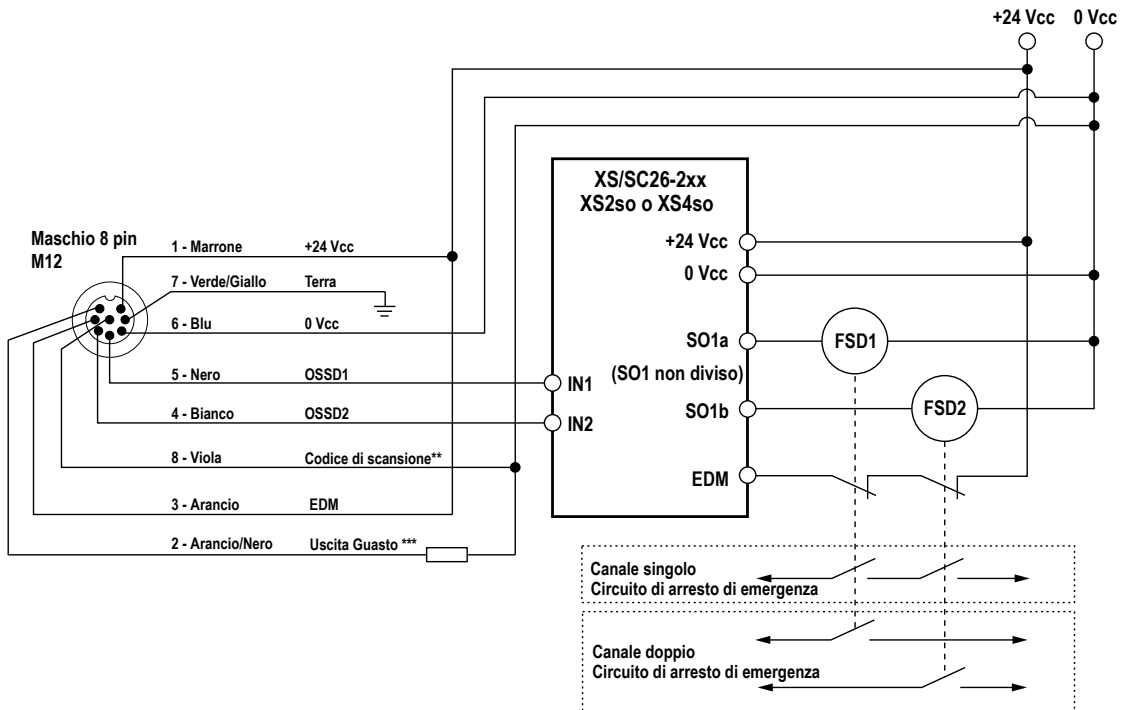 +24 Vcc 0 Vcc
XS/SC26-2xx
XS2so o XS4so
+24 Vcc
0 Vcc
SO1a
(SO1 non diviso)
SO1b
EDM
IN1
IN2
FSD1
FSD2
Maschio 8 pin
M12
1 - Marrone +24 Vcc
7 - Verde/Giallo Terra
6 - Blu 0 Vcc
5 - Nero OSSD1
4 - Bianco OSSD2
8 - Viola Codice di scansione**
3 - Arancio EDM
2 - Arancio/Nero Uscita Guasto ***
Canale singolo
Circuito di arresto di emergenza
Canale doppio
Circuito di arresto di emergenza